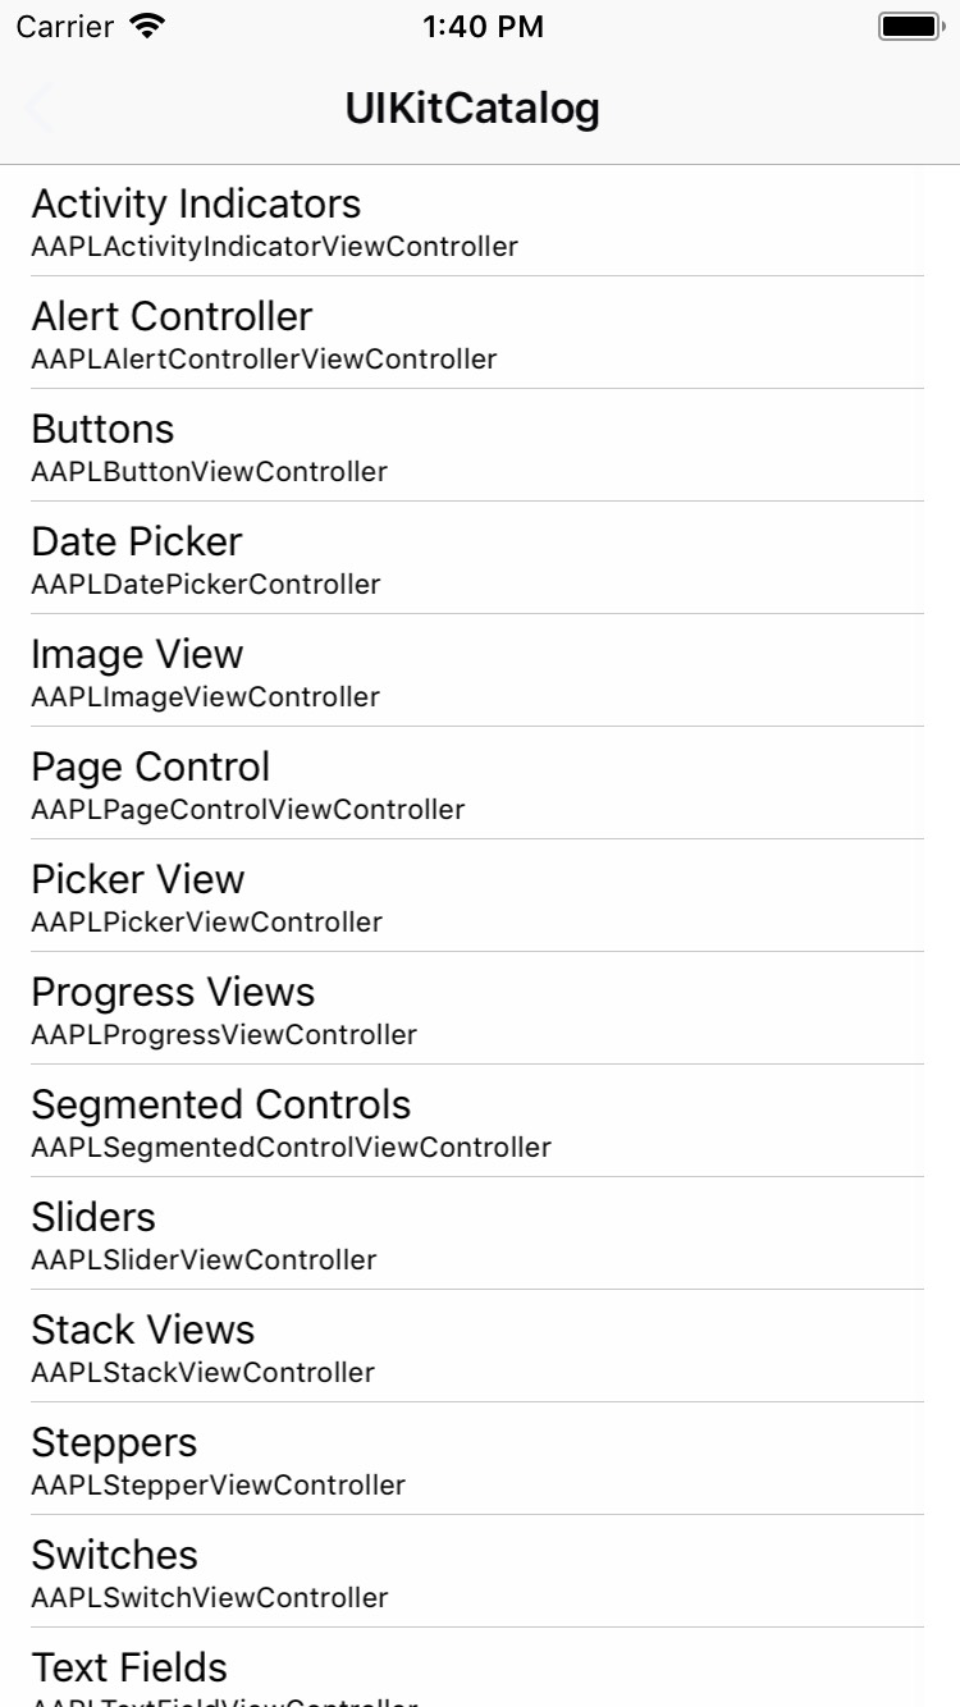 Carrier 1:40 PM
UIKitCatalog
Activity Indicators
AAPLActivityIndicatorViewController
Alert Controller
AAPLAlertControllerViewController
Buttons
AAPLButtonViewController
Date Picker
AAPLDatePickerController
Image View
AAPLImageViewController
Page Control
AAPLPageControlViewController
Picker View
AAPLPickerViewController
Progress Views
AAPLProgressViewController
Segmented Controls
AAPLSegmentedControlViewController
Sliders
AAPLSliderViewController
Stack Views
AAPLStackViewController
Steppers
AAPLStepperViewController
Switches
AAPLSwitchViewController
Text Fields
AAPLTextFieldViewController